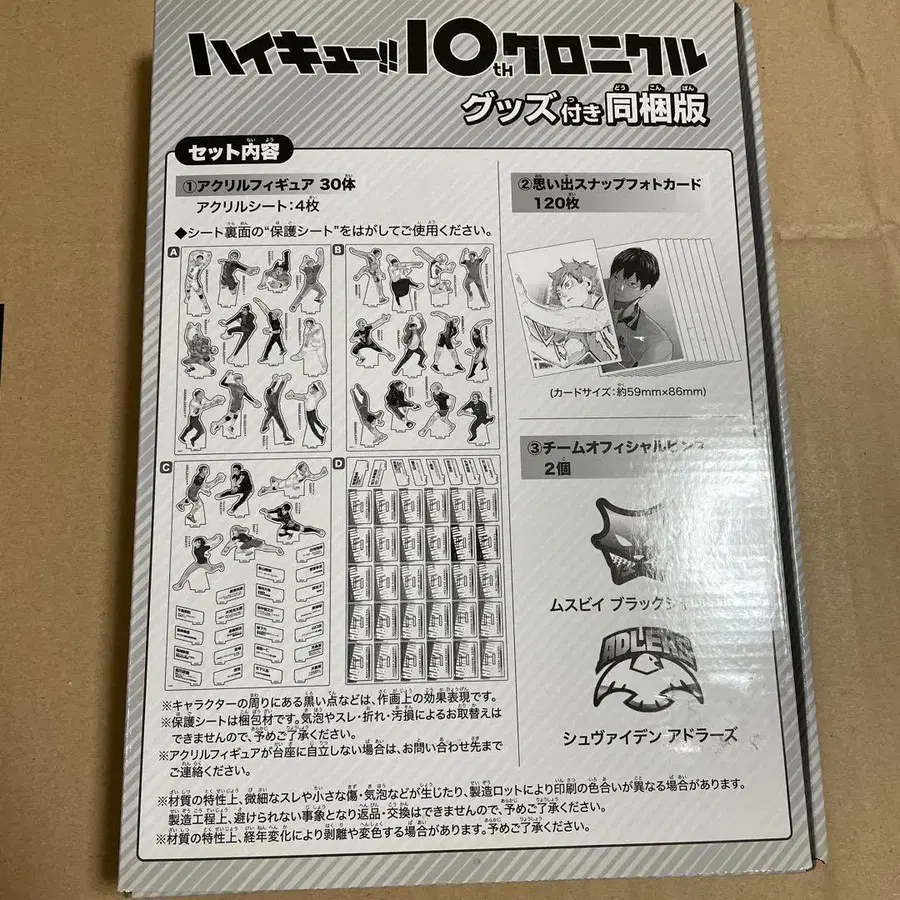 ハイキュー!! 10th クロニクル
グッズ付き同梱版
セット内容
①アクリルフィギュア 30体
アクリルシート:4枚
◆シート裏面の“保護シート”をはがしてご使用ください。
A
B
C
D
②思い出スナップフォトカード
120枚
(カードサイズ:約59mm×86mm)
③チームオフィシャルピンズ
2個
ムスビイ ブラックジャ
ADLERS
シュヴァイデン アドラーズ
※キャラクターの周りにある黒い点などは、作画上の効果表現です。
※保護シートは梱包材です。気泡やスレ・折れ・汚損によるお取替えは
できませんので、予めご了承ください。
※アクリルフィギュアが台座に自立しない場合は、お問い合わせ先まで
ご連絡ください。
※材質の特性上、微細なスレや小さな傷・気泡などが生じたり、製造ロットにより印刷の色合いが異なる場合があります。
製造工程上、避けられない事象となり返品・交換はできませんので、予めご了承ください。
※材質の特性上、経年変化により剥離や変色する場合があります。予めご了承ください。